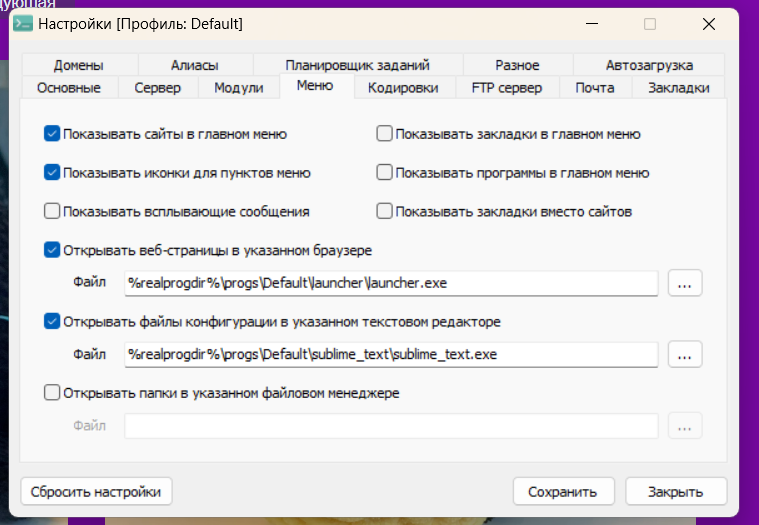 дующая
Настройки [Профиль: Default]
Домены Алиасы Планировщик заданий Разное Автозагрузка
Основные Сервер Модули Меню Кодировки FTP сервер Почта Закладки
Показывать сайты в главном меню Показывать закладки в главном меню
Показывать иконки для пунктов меню Показывать программы в главном меню
Показывать всплывающие сообщения Показывать закладки вместо сайтов
Открывать веб-страницы в указанном браузере
Файл %realprogdir%\progs\Default\launcher\launcher.exe ...
Открывать файлы конфигурации в указанном текстовом редакторе
Файл %realprogdir%\progs\Default\sublime_text\sublime_text.exe ...
Открывать папки в указанном файловом менеджере
Файл ...
Сбросить настройки Сохранить Закрыть